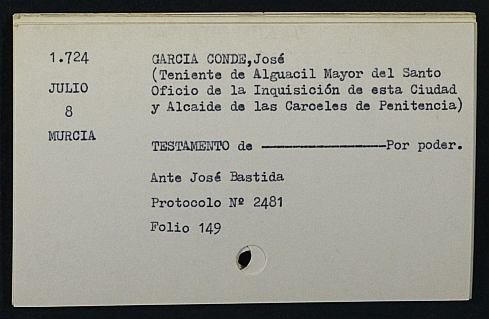 1.724
JULIO
8
MURCIA
GARCIA CONDE,José
(Teniente de Alguacil Mayor del Santo
Oficio de la Inquisición de esta Ciudad
y Alcaide de las Carceles de Penitencia)
TESTAMENTO de ————————————Por poder.
Ante José Bastida
Protocolo Nº 2481
Folio 149